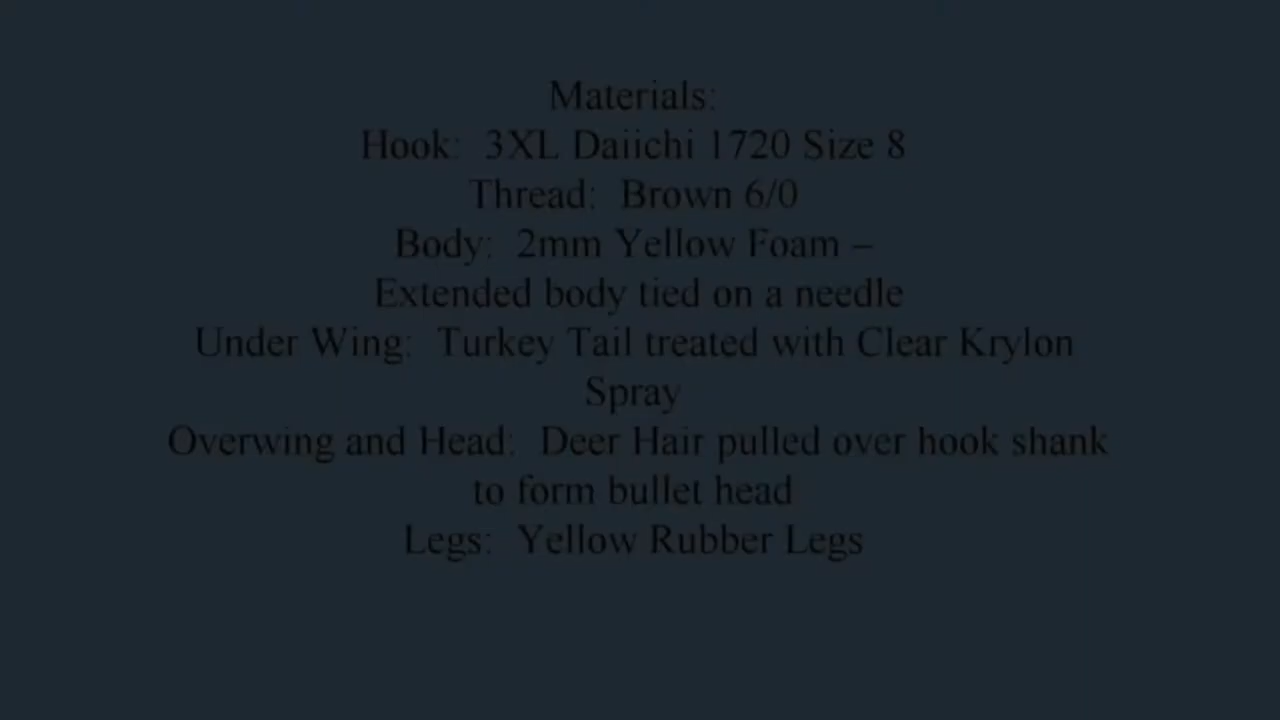 Materials:
Hook:  3XL Daiichi 1720 Size 8
Thread:  Brown 6/0
Body:  2mm Yellow Foam –
Extended body tied on a needle
Under Wing:  Turkey Tail treated with Clear Krylon
Spray
Overwing and Head:  Deer Hair pulled over hook shank
to form bullet head
Legs:  Yellow Rubber Legs